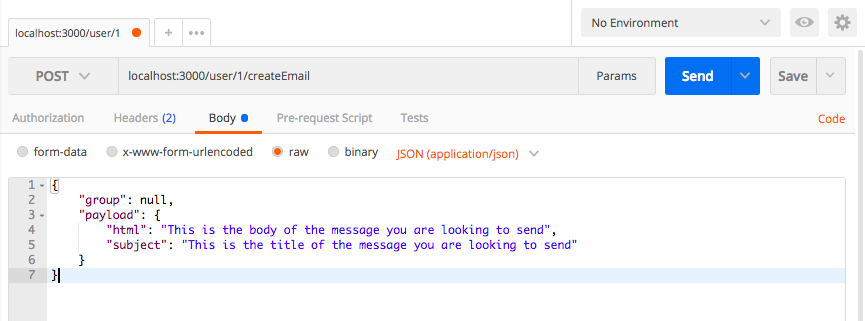 No Environment
localhost:3000/user/1
POST localhost:3000/user/1/createEmail Params Send Save
Authorization Headers (2) Body Pre-request Script Tests Code
form-data x-www-form-urlencoded raw binary JSON (application/json)
1 {
2 "group": null,
3 "payload": {
4 "html": "This is the body of the message you are looking to send",
5 "subject": "This is the title of the message you are looking to send"
6 }
7 }